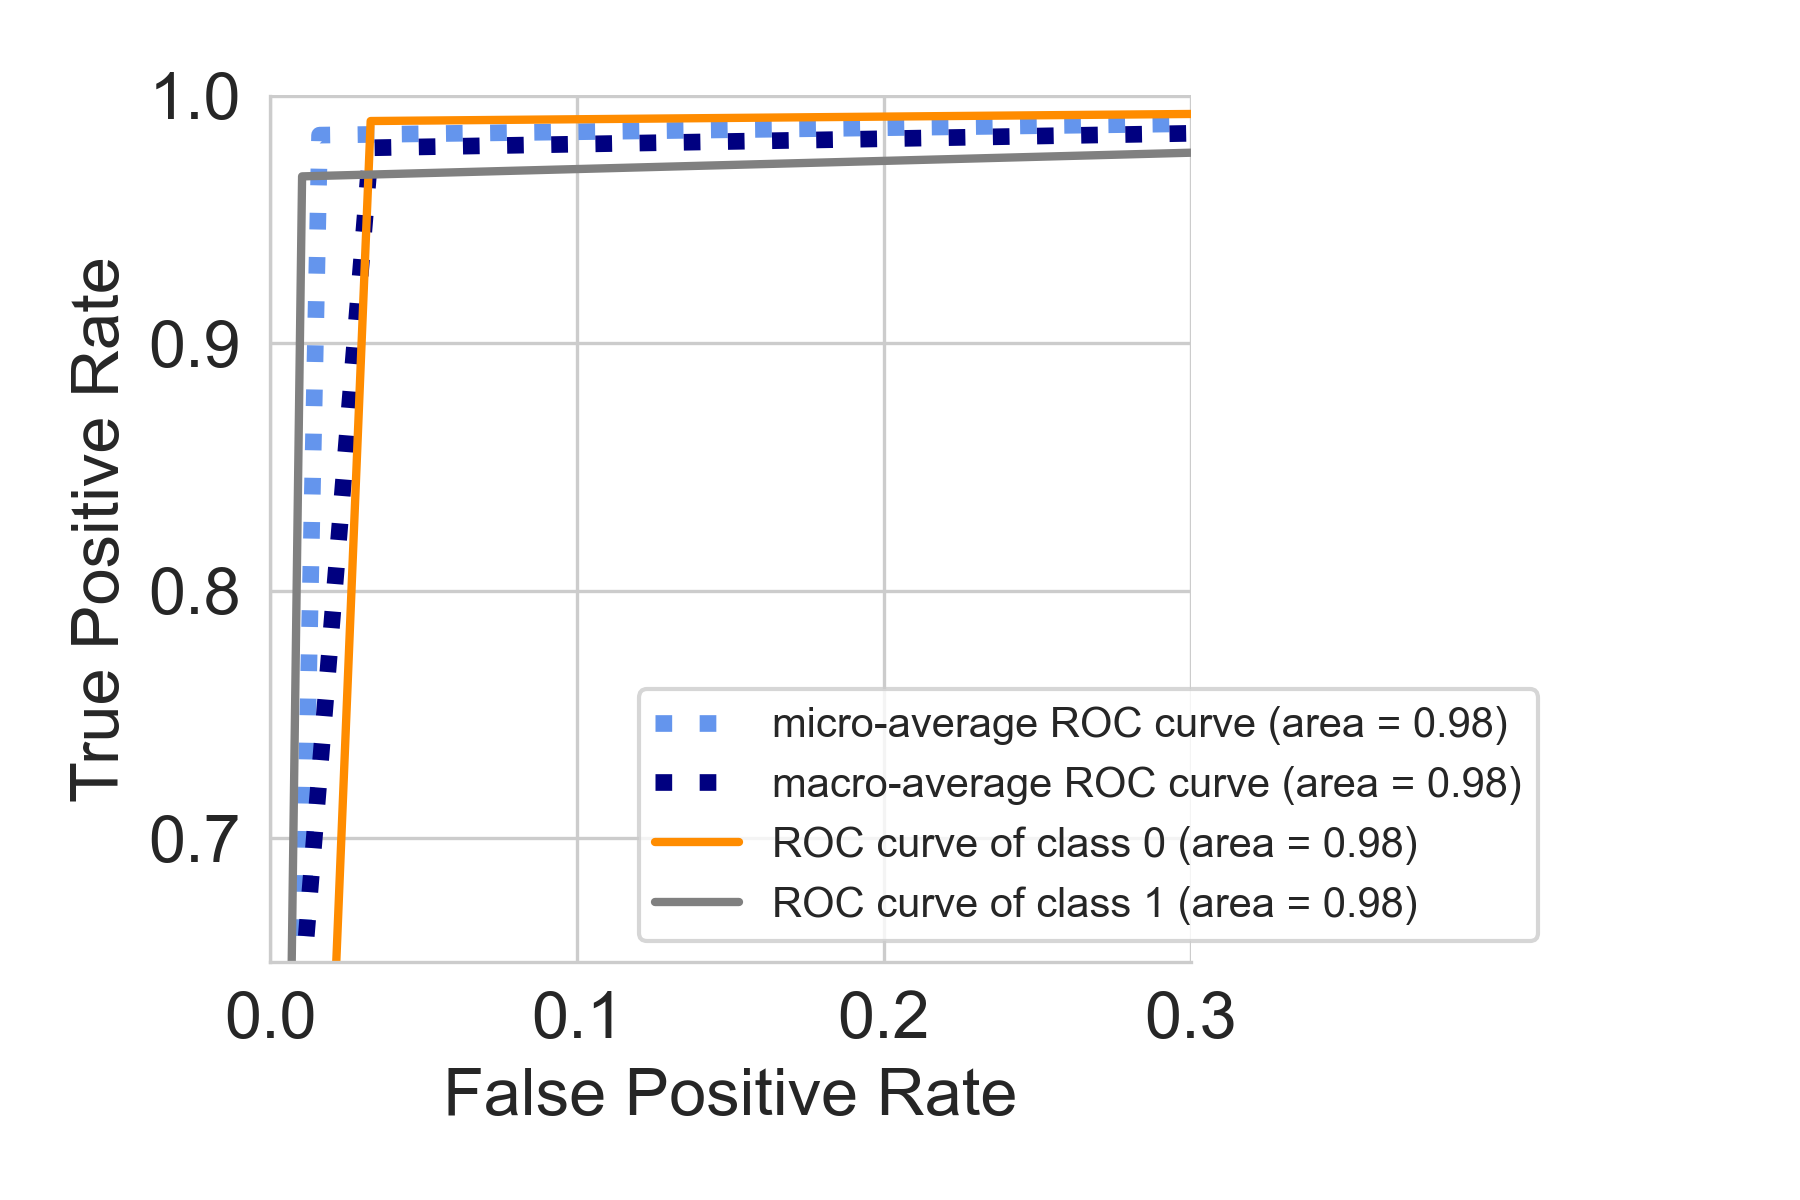 1.0
0.9
0.8
0.7
True Positive Rate
micro-average ROC curve (area = 0.98)
macro-average ROC curve (area = 0.98)
ROC curve of class 0 (area = 0.98)
ROC curve of class 1 (area = 0.98)
0.0 0.1 0.2 0.3
False Positive Rate